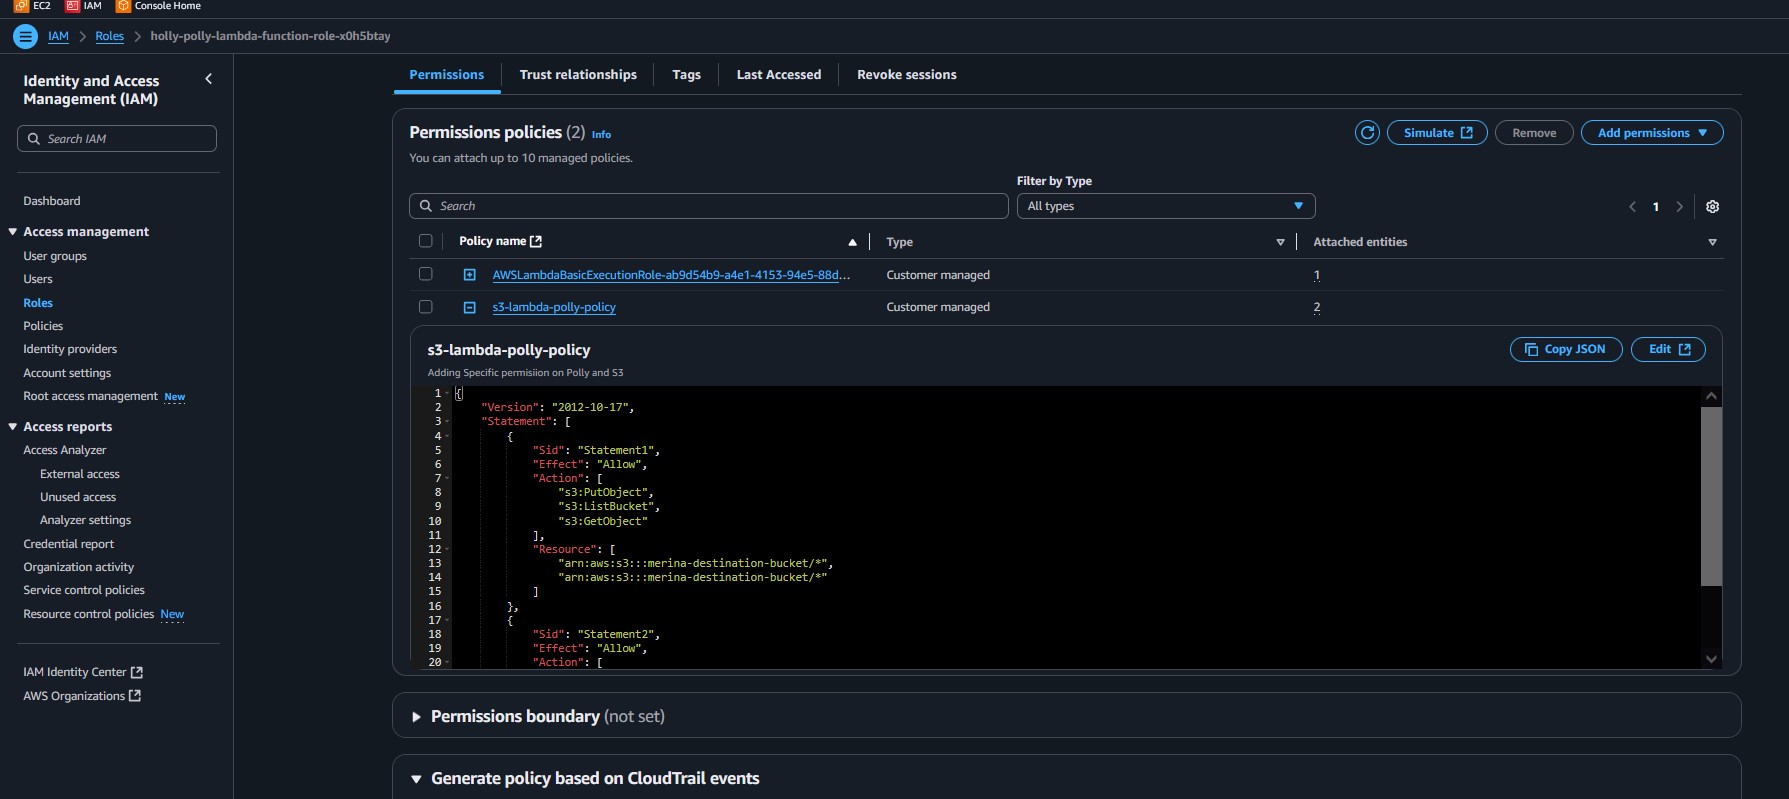 EC2 IAM Console Home
IAM > Roles > holly-polly-lambda-function-role-x0h5btay
Identity and Access
Management (IAM)
Search IAM
Dashboard
Access management
User groups
Users
Roles
Policies
Identity providers
Account settings
Root access management New
Access reports
Access Analyzer
External access
Unused access
Analyzer settings
Credential report
Organization activity
Service control policies
Resource control policies New
IAM Identity Center
AWS Organizations
Permissions Trust relationships Tags Last Accessed Revoke sessions
Permissions policies (2) Info
Simulate Remove Add permissions
You can attach up to 10 managed policies.
Filter by Type
Search All types 1
Policy name Type Attached entities
AWSLambdaBasicExecutionRole-ab9d54b9-a4e1-4153-94e5-88d... Customer managed 1
s3-lambda-polly-policy Customer managed 2
s3-lambda-polly-policy Copy JSON Edit
Adding Specific permisiion on Polly and S3
1 {
2 "Version": "2012-10-17",
3 "Statement": [
4 {
5 "Sid": "Statement1",
6 "Effect": "Allow",
7 "Action": [
8 "s3:PutObject",
9 "s3:ListBucket",
10 "s3:GetObject"
11 ],
12 "Resource": [
13 "arn:aws:s3:::merina-destination-bucket/*",
14 "arn:aws:s3:::merina-destination-bucket/*"
15 ]
16 },
17 {
18 "Sid": "Statement2",
19 "Effect": "Allow",
20 "Action": [
Permissions boundary (not set)
Generate policy based on CloudTrail events